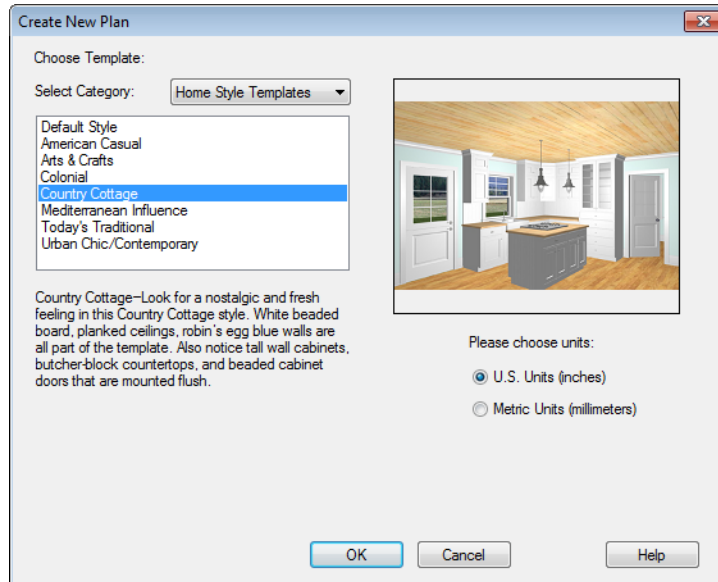 Create New Plan
Choose Template:
Select Category:
Home Style Templates
Default Style
American Casual
Arts & Crafts
Colonial
Country Cottage
Mediterranean Influence
Today's Traditional
Urban Chic/Contemporary
Country Cottage–Look for a nostalgic and fresh
feeling in this Country Cottage style. White beaded
board, planked ceilings, robin's egg blue walls are
all part of the template. Also notice tall wall cabinets,
butcher-block countertops, and beaded cabinet
doors that are mounted flush.
Please choose units:
U.S. Units (inches)
Metric Units (millimeters)
OK
Cancel
Help